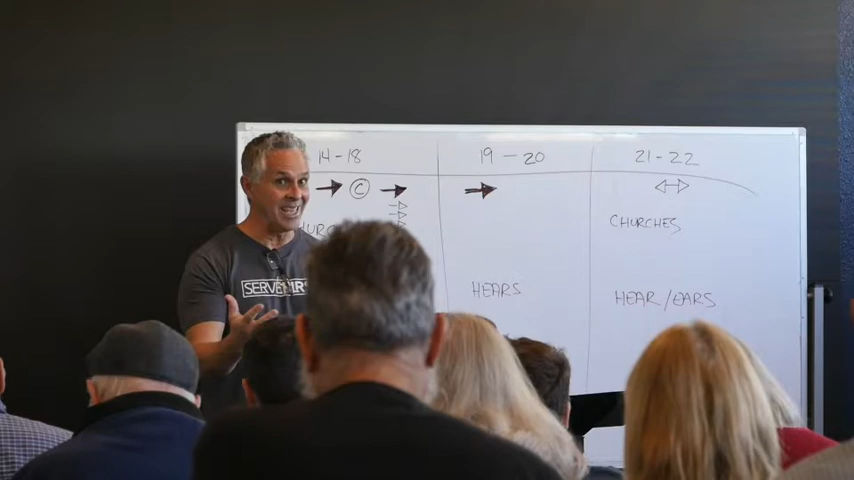 14-18 19-20 21-22
C
CHURCHES
HEARS HEAR/EARS
SERVE